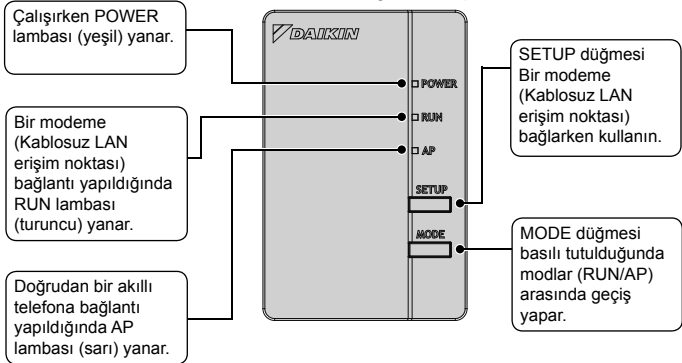 Çalışırken POWER
lambası (yeşil) yanar.
Bir modeme
(Kablosuz LAN
erişim noktası)
bağlantı yapıldığında
RUN lambası
(turuncu) yanar.
Doğrudan bir akıllı
telefona bağlantı
yapıldığında AP
lambası (sarı) yanar.
DAIKIN
POWER
RUN
AP
SETUP
MODE
SETUP düğmesi
Bir modeme
(Kablosuz LAN
erişim noktası)
bağlarken kullanın.
MODE düğmesi
basılı tutulduğunda
modlar (RUN/AP)
arasında geçiş
yapar.